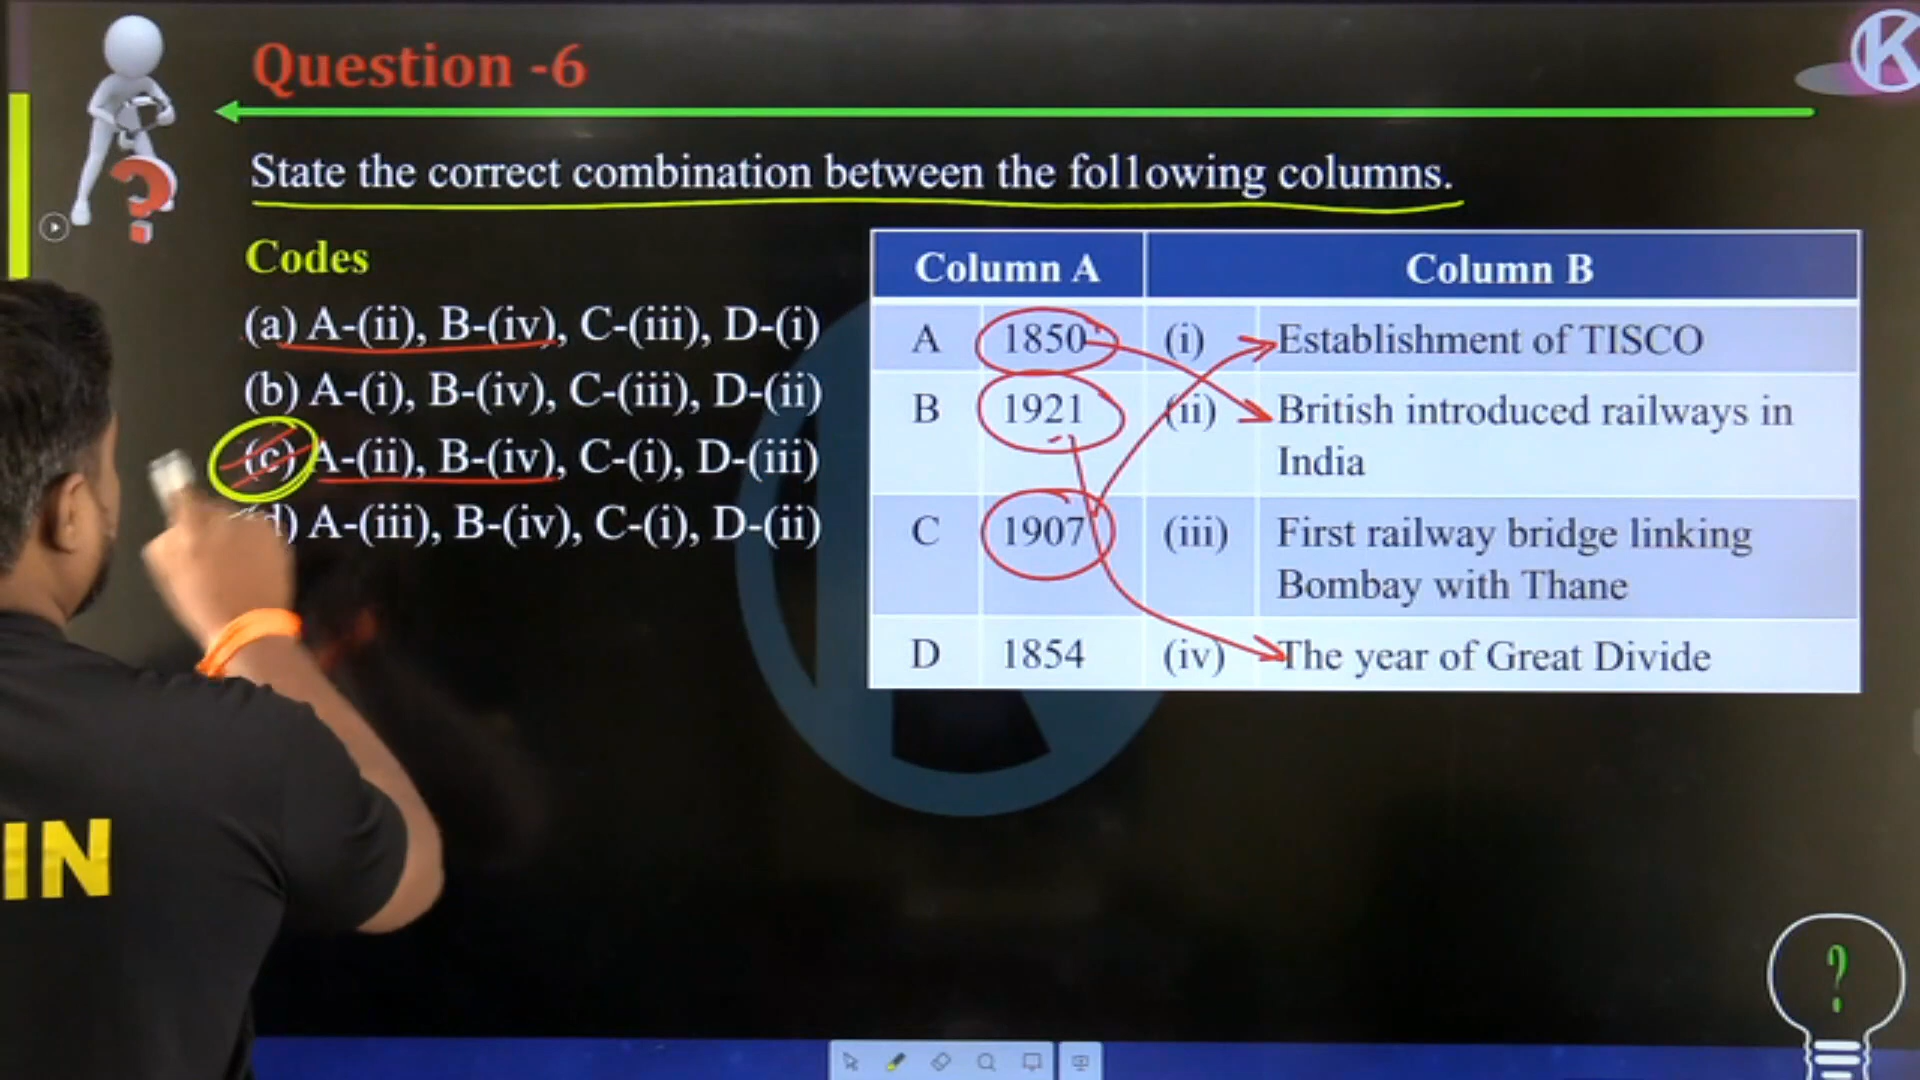 Question -6
K
State the correct combination between the following columns.
Codes
(a) A-(ii), B-(iv), C-(iii), D-(i)
(b) A-(i), B-(iv), C-(iii), D-(ii)
(c) A-(ii), B-(iv), C-(i), D-(iii)
(d) A-(iii), B-(iv), C-(i), D-(ii)
Column A Column B
A 1850 (i) Establishment of TISCO
B 1921 (ii) British introduced railways in
India
C 1907 (iii) First railway bridge linking
Bombay with Thane
D 1854 (iv) The year of Great Divide
IN
?